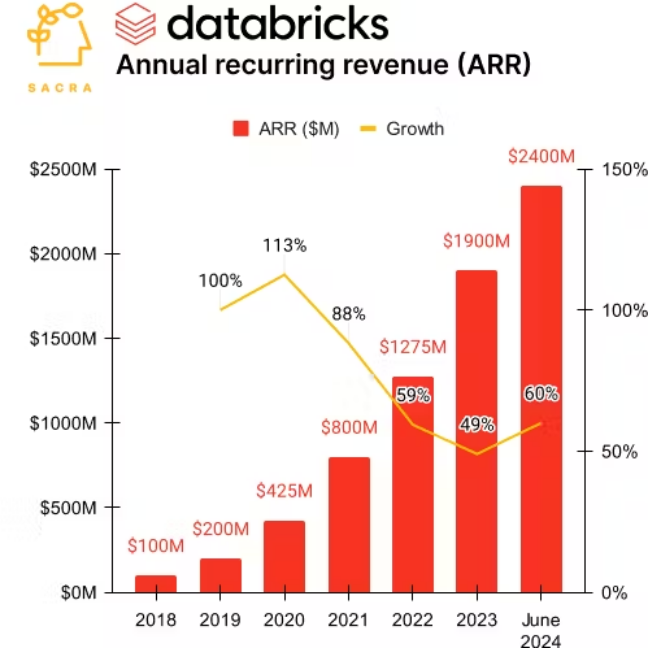 SACRA
databricks
Annual recurring revenue (ARR)
ARR ($M) Growth
$2500M
$2000M
$1500M
$1000M
$500M
$0M
150%
100%
50%
0%
$100M
$200M
$425M
$800M
$1275M
$1900M
$2400M
100%
113%
88%
59%
49%
60%
2018 2019 2020 2021 2022 2023 June
2024